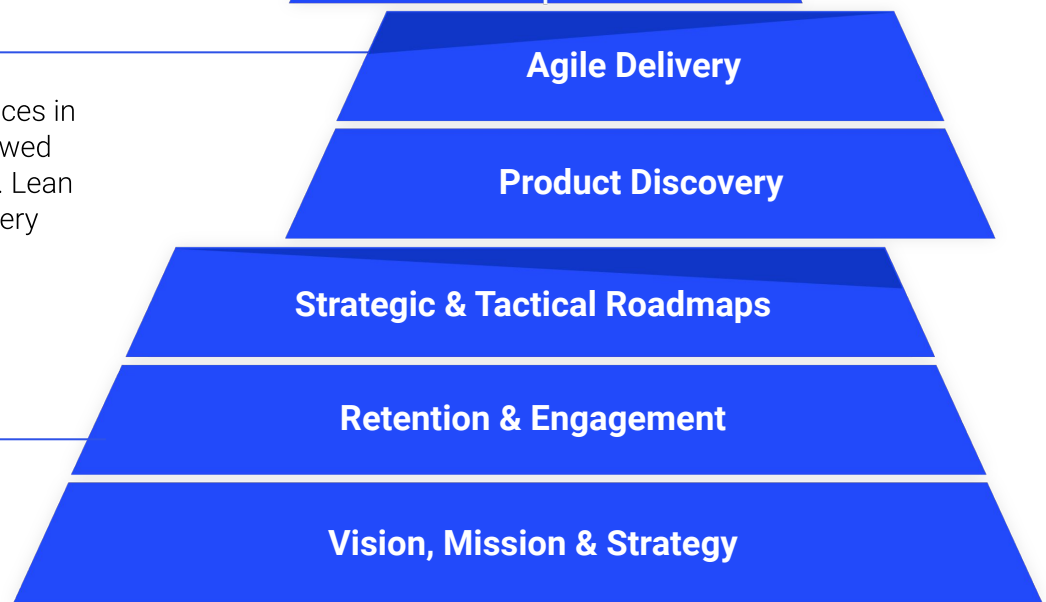 Agile Delivery
ces in
wed
Product Discovery
. Lean
ery
Strategic & Tactical Roadmaps
Retention & Engagement
Vision, Mission & Strategy